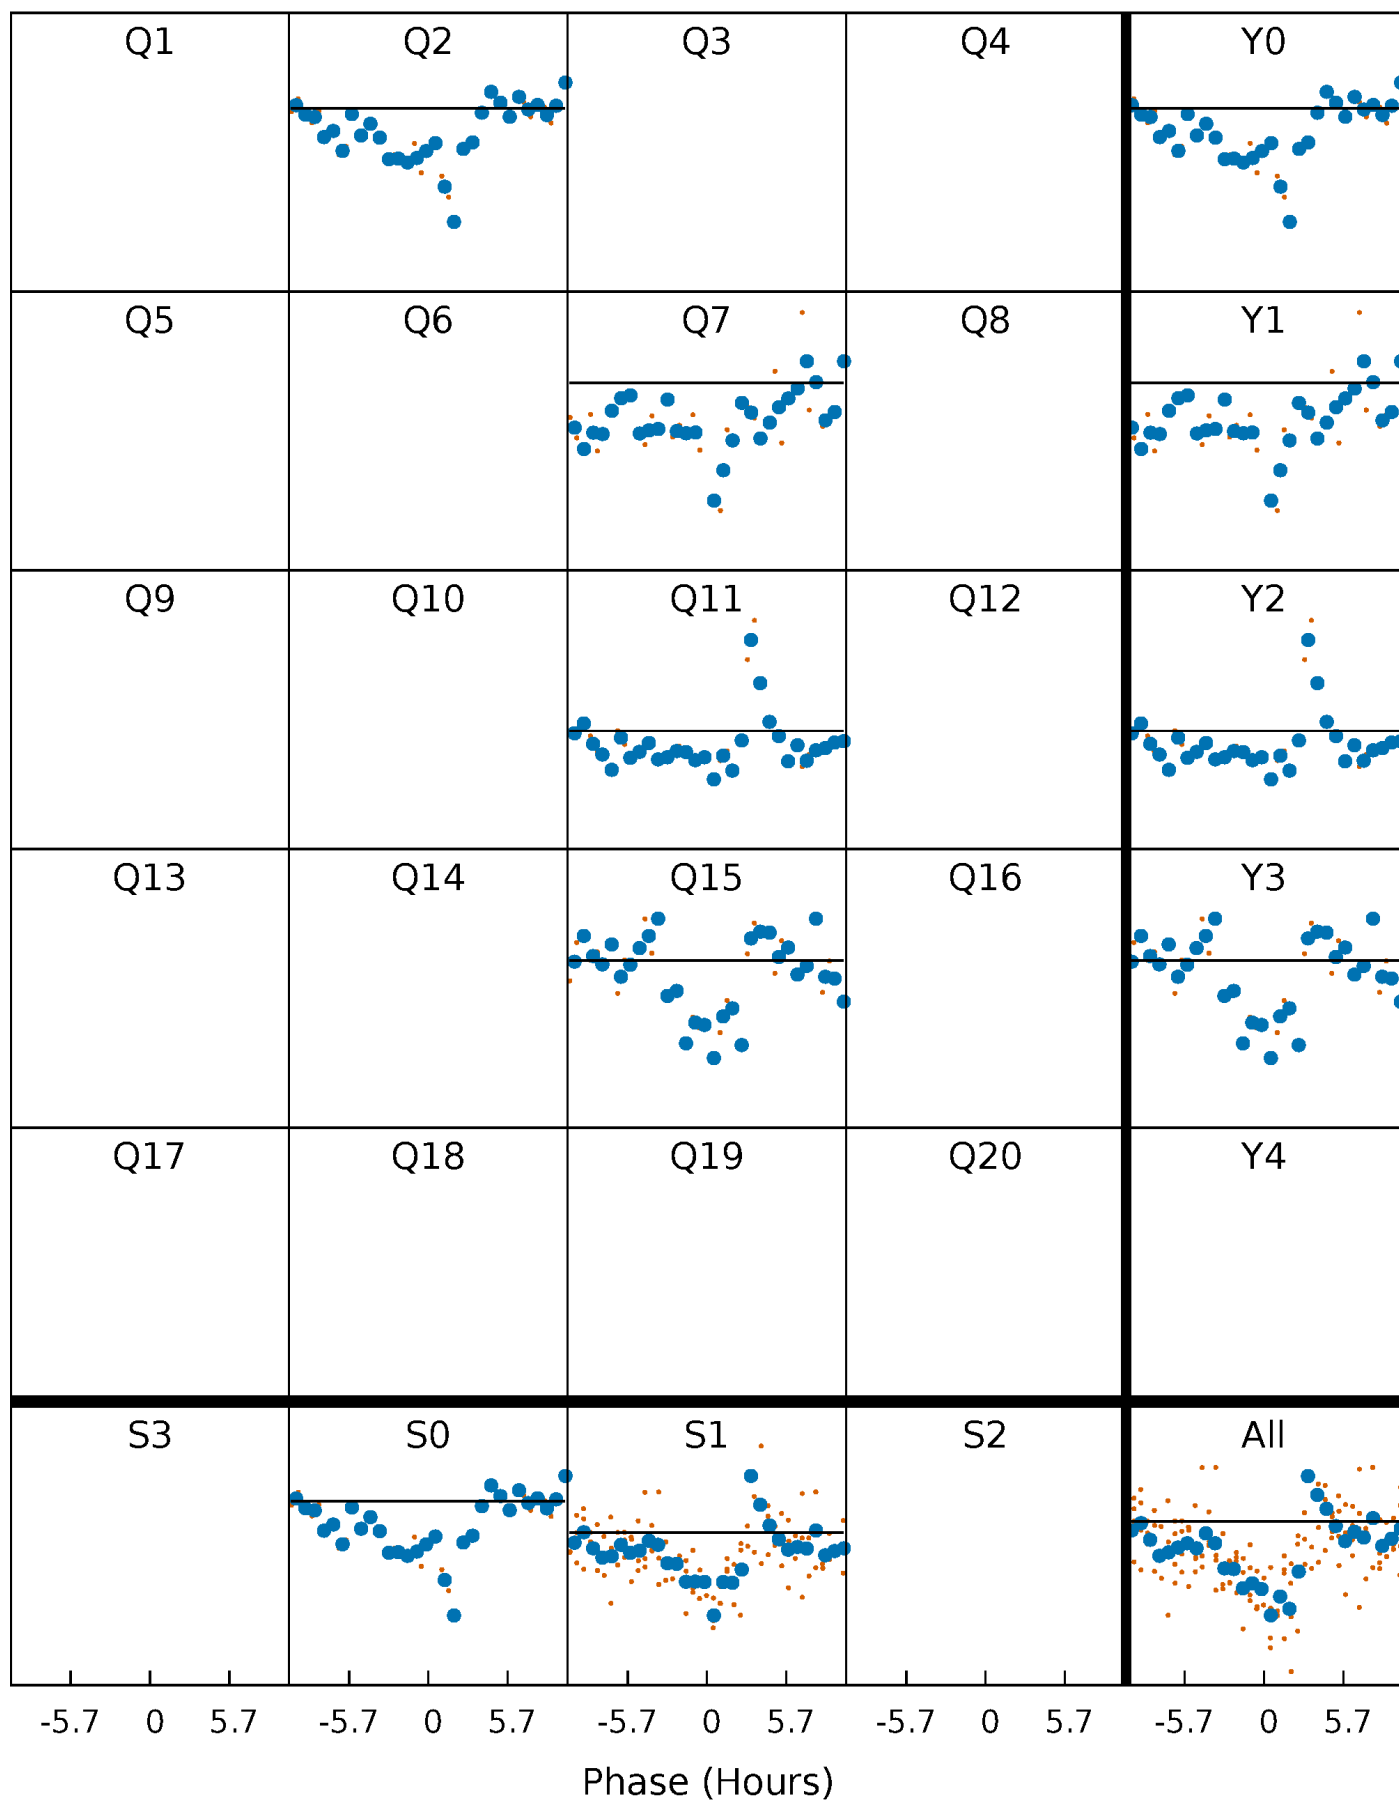 Q1 Q2 Q3 Q4 Y0
Q5 Q6 Q7 Q8 Y1
Q9 Q10 Q11 Q12 Y2
Q13 Q14 Q15 Q16 Y3
Q17 Q18 Q19 Q20 Y4
S3 S0 S1 S2 All
-5.7 0 5.7 -5.7 0 5.7 -5.7 0 5.7 -5.7 0 5.7 -5.7 0 5.7
Phase (Hours)